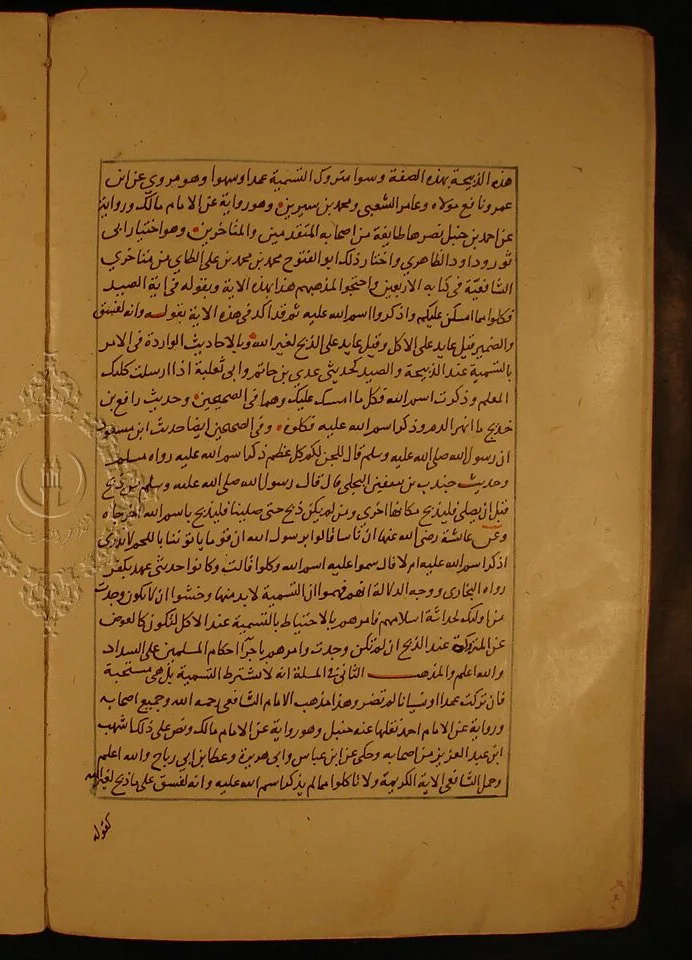 هذه الذبيحة بهذه الصفة وسوا متروك التسمية عمدا وسهوا وهو مروي عن ابن
عمر ونافع مولاه وعامر الشعبي ومحمد بن سيرين وهو رواية عن الامام مالك ورواية
عن احمد بن حنبل نصرها طايفة من اصحابه المتقدمين والمتاخرين وهو اختيار ابي
ثور وداود الظاهري واختار ذلك ابو الفتوح محمد بن محمد بن علي الطاي من متاخري
الشافعية في كتابه الاربعين واحتجوا لمذهبهم هذا بهذه الاية وبقوله في اية الصيد
فكلوا مما امسكن عليكم واذكروا اسم الله عليه ثم قد اكد في هذه الاية بقوله وانه لفسق
والضمير قيل عايد على الاكل وقيل عايد على الذبح لغير الله وبالاحاديث الواردة في الامر
بالتسمية عند الذبيحة والصيد كحديثي عدي بن حاتم وابي ثعلبة اذا ارسلت كلبك
المعلم وذكرت اسم الله فكل ما امسك عليك وهما في الصحيحين وحديث رافع بن
خديج ما انهر الدم وذكر اسم الله عليه فكلوه وفي الصحيحين ايضا حديث ابن مسعود
ان رسول الله صلى الله عليه وسلم قال للجن لكم كل عظم ذكر اسم الله عليه رواه مسلم
وحديث جندب بن سفين البجلي قال قال رسول الله صلى الله عليه وسلم من ذبح
قبل ان يصلي فليذبح مكانها اخرى ومن لم يكن ذبح حتى صلينا فليذبح باسم الله اخرجاه
وعن عائشة رضي الله عنها ان ناسا قالوا يرسول الله ان قوما ياتوننا باللحم لا ندري
اذكر اسم الله عليه ام لا قال سموا عليه اسم الله وكلوا قالت وكانوا حديثي عهد بكفر
رواه البخاري ووجه الدلالة انهم فهموا ان التسمية لا بد منها وخشوا ان لا تكون وجدت
من اوليك لحداثة اسلامهم فامرهم بالاحتياط بالتسمية عند الاكل لتكون كالعوض
عن المتروكة عند الذبح ان لم تكن وجدت وامرهم باجرآ احكام المسلمين على السداد
والله اعلم والمذهب الثاني في المسلة انه لا تشترط التسمية بل هي مستحبة
فان تركت عمدا او نسيانا لم تضر وهذا مذهب الامام الشافعي رحمه الله وجميع اصحابه
ورواية عن الامام احمد نقلها عنه حنبل وهو رواية عن الامام مالك ونص على ذلك اشهب
ابن عبد العزيز من اصحابه وحكي عن ابن عباس وابي هريرة وعطا بن ابي رباح والله اعلم
وحمل الشافعي الاية الكريمة ولا تاكلوا مما لم يذكر اسم الله عليه وانه لفسق على ما ذبح لغير الله
كقوله